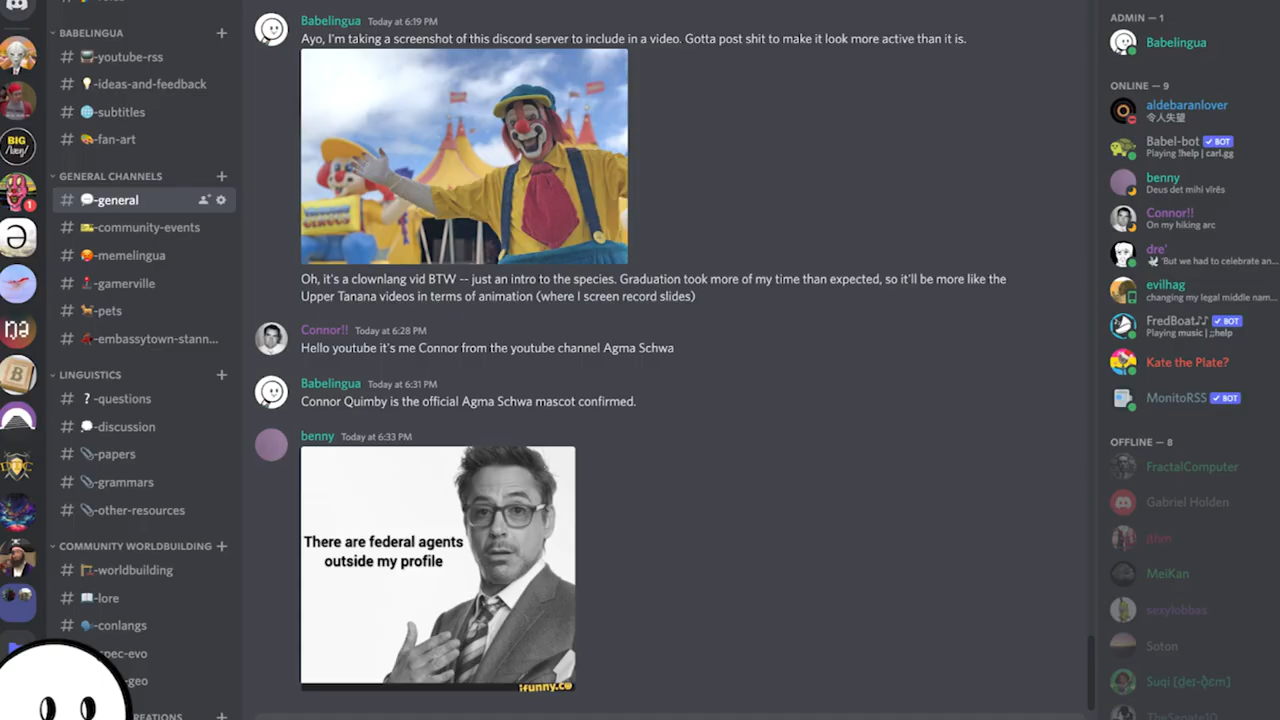 BABELINGUA
-youtube-rss
-ideas-and-feedback
-subtitles
-fan-art
GENERAL CHANNELS
-general
-community-events
-memelingua
-gamerville
-pets
-embassytown-stann...
LINGUISTICS
-questions
-discussion
-papers
-grammars
-other-resources
COMMUNITY WORLDBUILDING
-worldbuilding
-lore
-conlangs
pec-evo
-geo
REATIONS
BIG
/læŋ/
1
ə
ŋa
B
Babelingua Today at 6:19 PM
Ayo, I'm taking a screenshot of this discord server to include in a video. Gotta post shit to make it look more active than it is.
Oh, it's a clownlang vid BTW -- just an intro to the species. Graduation took more of my time than expected, so it'll be more like the
Upper Tanana videos in terms of animation (where I screen record slides)
Connor!! Today at 6:28 PM
Hello youtube it's me Connor from the youtube channel Agma Schwa
Babelingua Today at 6:31 PM
Connor Quimby is the official Agma Schwa mascot confirmed.
benny Today at 6:33 PM
There are federal agents
outside my profile
ifunny.co
ADMIN — 1
Babelingua
ONLINE — 9
aldebaranlover
令人失望
Babel-bot BOT
Playing !help | carl.gg
benny
Deus det mihi vīrēs
Connor!!
On my hiking arc
dre'
'But we had to celebrate an...
evilhag
changing my legal middle nam...
FredBoat♪♪ BOT
Playing music | ;;help
Kate the Plate?
MonitoRSS BOT
OFFLINE — 8
FractalComputer
Gabriel Holden
MeiKan
sexylobbas
Soton
TheSenate10